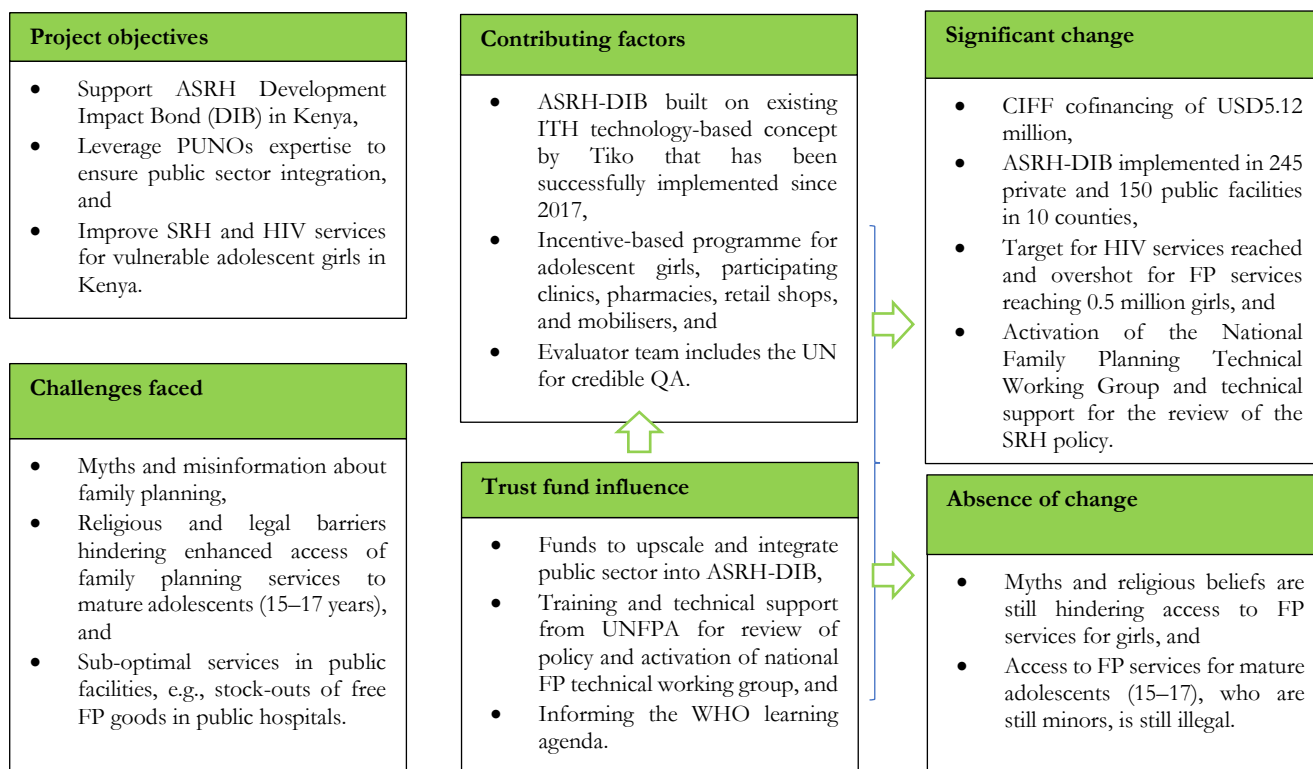 Project objectives
• Support ASRH Development
Impact Bond (DIB) in Kenya,
• Leverage PUNOs expertise to
ensure public sector integration,
and
• Improve SRH and HIV services
for vulnerable adolescent girls in
Kenya.
Challenges faced
• Myths and misinformation about
family planning,
• Religious and legal barriers
hindering enhanced access of
family planning services to
mature adolescents (15–17 years),
and
• Sub-optimal services in public
facilities, e.g., stock-outs of free
FP goods in public hospitals.
Contributing factors
• ASRH-DIB built on existing
ITH technology-based concept
by Tiko that has been
successfully implemented since
2017,
• Incentive-based programme for
adolescent girls, participating
clinics, pharmacies, retail shops,
and mobilisers, and
• Evaluator team includes the UN
for credible QA.
Trust fund influence
• Funds to upscale and integrate
public sector into ASRH-DIB,
• Training and technical support
from UNFPA for review of
policy and activation of national
FP technical working group, and
• Informing the WHO learning
agenda.
Significant change
• CIFF cofinancing of USD5.12
million,
• ASRH-DIB implemented in 245
private and 150 public facilities
in 10 counties,
• Target for HIV services reached
and overshot for FP services
reaching 0.5 million girls, and
• Activation of the National
Family Planning Technical
Working Group and technical
support for the review of the
SRH policy.
Absence of change
• Myths and religious beliefs are
still hindering access to FP
services for girls, and
• Access to FP services for mature
adolescents (15–17), who are
still minors, is still illegal.